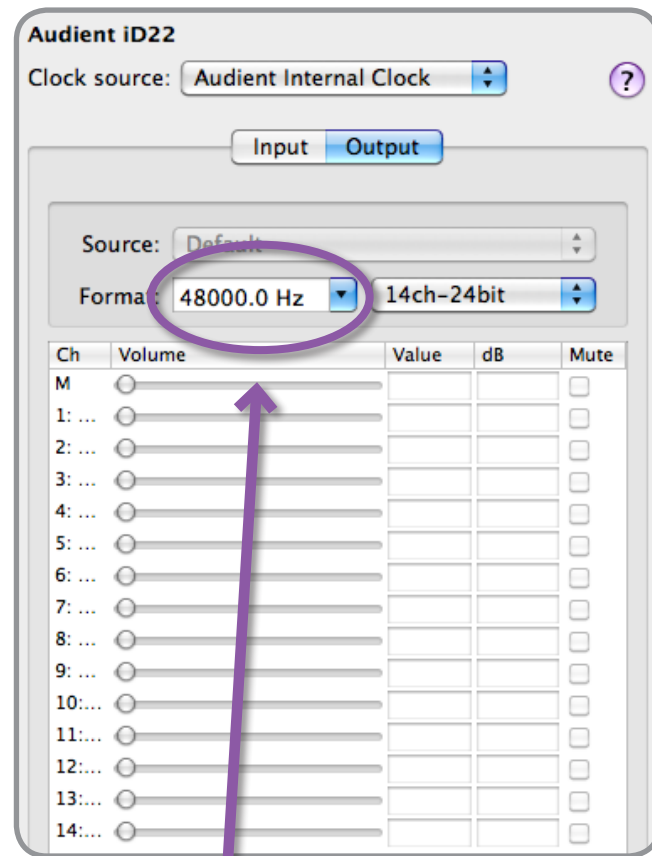 Audient iD22
Clock source: Audient Internal Clock ?
Input Output
Source: Default
Format: 48000.0 Hz 14ch-24bit
Ch Volume Value dB Mute
M
1: ...
2: ...
3: ...
4: ...
5: ...
6: ...
7: ...
8: ...
9: ...
10:...
11:...
12:...
13:...
14:...